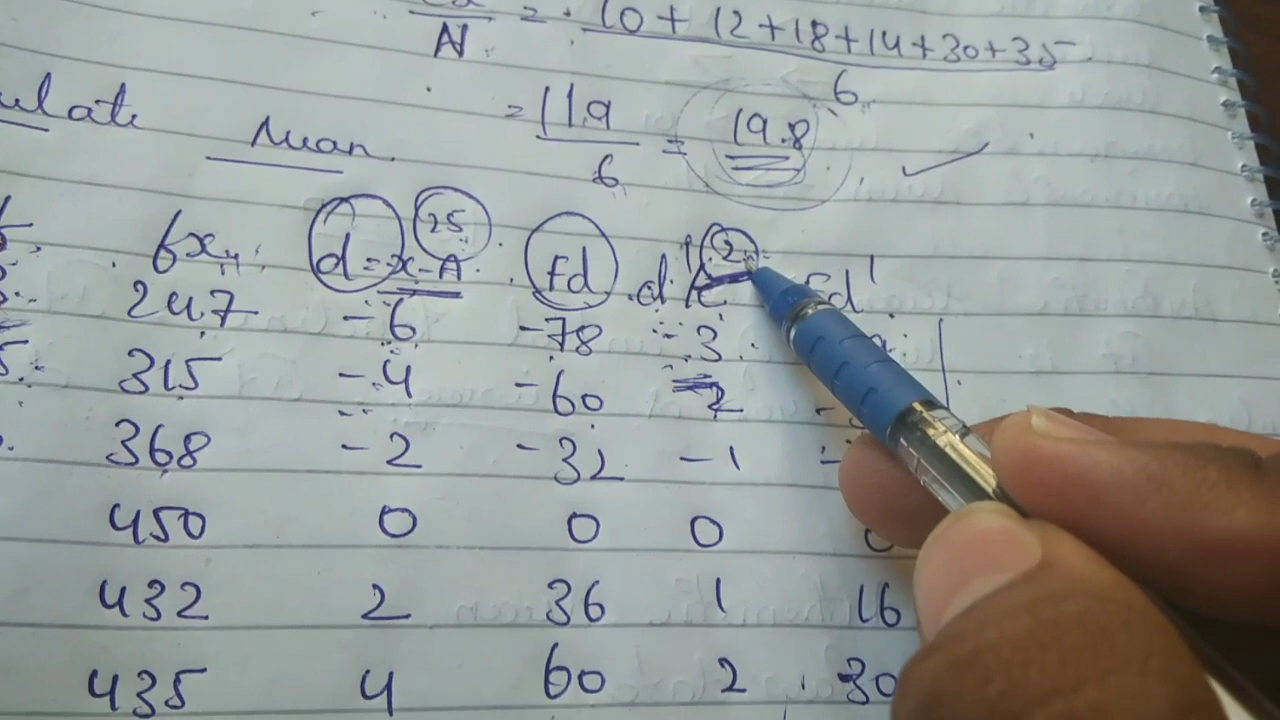 N = 10 + 12 + 18 + 14 + 30 + 35
6
= 119 / 6 = 19.8
ulate Mean
fx d = x - A 25 fd d' 2 Fd'
247 -6 -78 -3
315 -4 -60 -2
368 -2 -32 -1
450 0 0 0
432 2 36 1 16
435 4 60 2 30